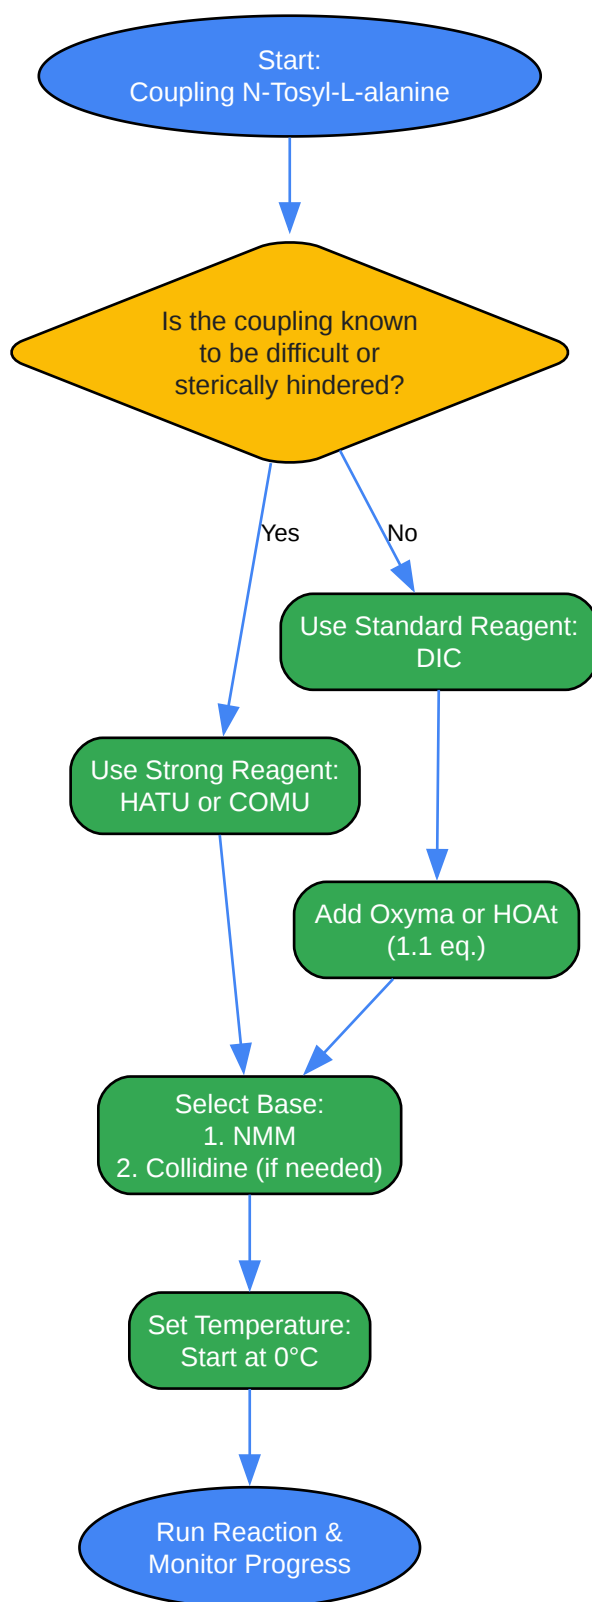 Start:
Coupling N-Tosyl-L-alanine
Is the coupling known
to be difficult or
sterically hindered?
Yes
No
Use Standard Reagent:
DIC
Use Strong Reagent:
HATU or COMU
Add Oxyma or HOAt
(1.1 eq.)
Select Base:
1. NMM
2. Collidine (if needed)
Set Temperature:
Start at 0°C
Run Reaction &
Monitor Progress